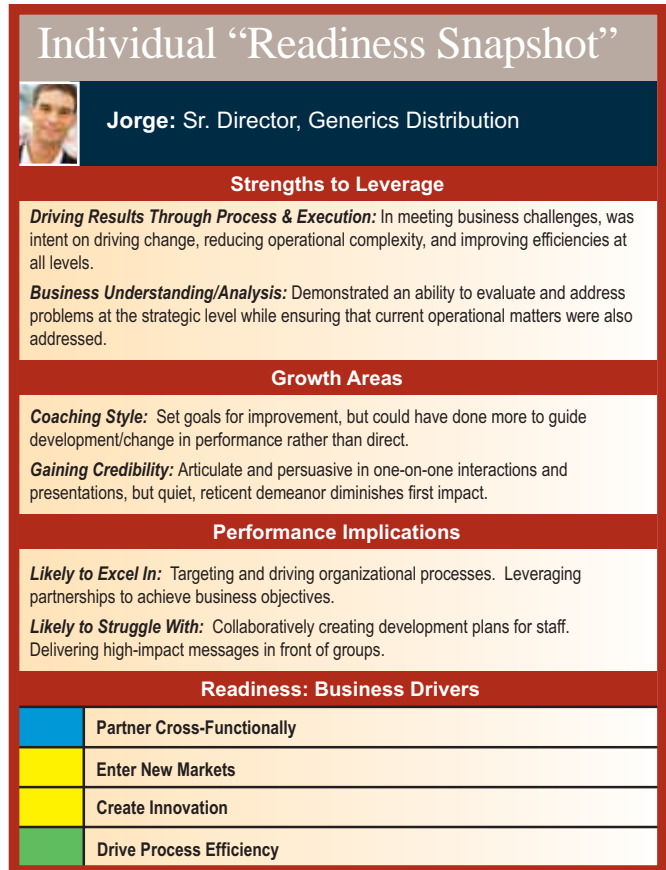 Individual “Readiness Snapshot”
Jorge: Sr. Director, Generics Distribution
Strengths to Leverage
Driving Results Through Process & Execution: In meeting business challenges, was
intent on driving change, reducing operational complexity, and improving efficiencies at
all levels.
Business Understanding/Analysis: Demonstrated an ability to evaluate and address
problems at the strategic level while ensuring that current operational matters were also
addressed.
Growth Areas
Coaching Style: Set goals for improvement, but could have done more to guide
development/change in performance rather than direct.
Gaining Credibility: Articulate and persuasive in one-on-one interactions and
presentations, but quiet, reticent demeanor diminishes first impact.
Performance Implications
Likely to Excel In: Targeting and driving organizational processes. Leveraging
partnerships to achieve business objectives.
Likely to Struggle With: Collaboratively creating development plans for staff.
Delivering high-impact messages in front of groups.
Readiness: Business Drivers
Partner Cross-Functionally
Enter New Markets
Create Innovation
Drive Process Efficiency